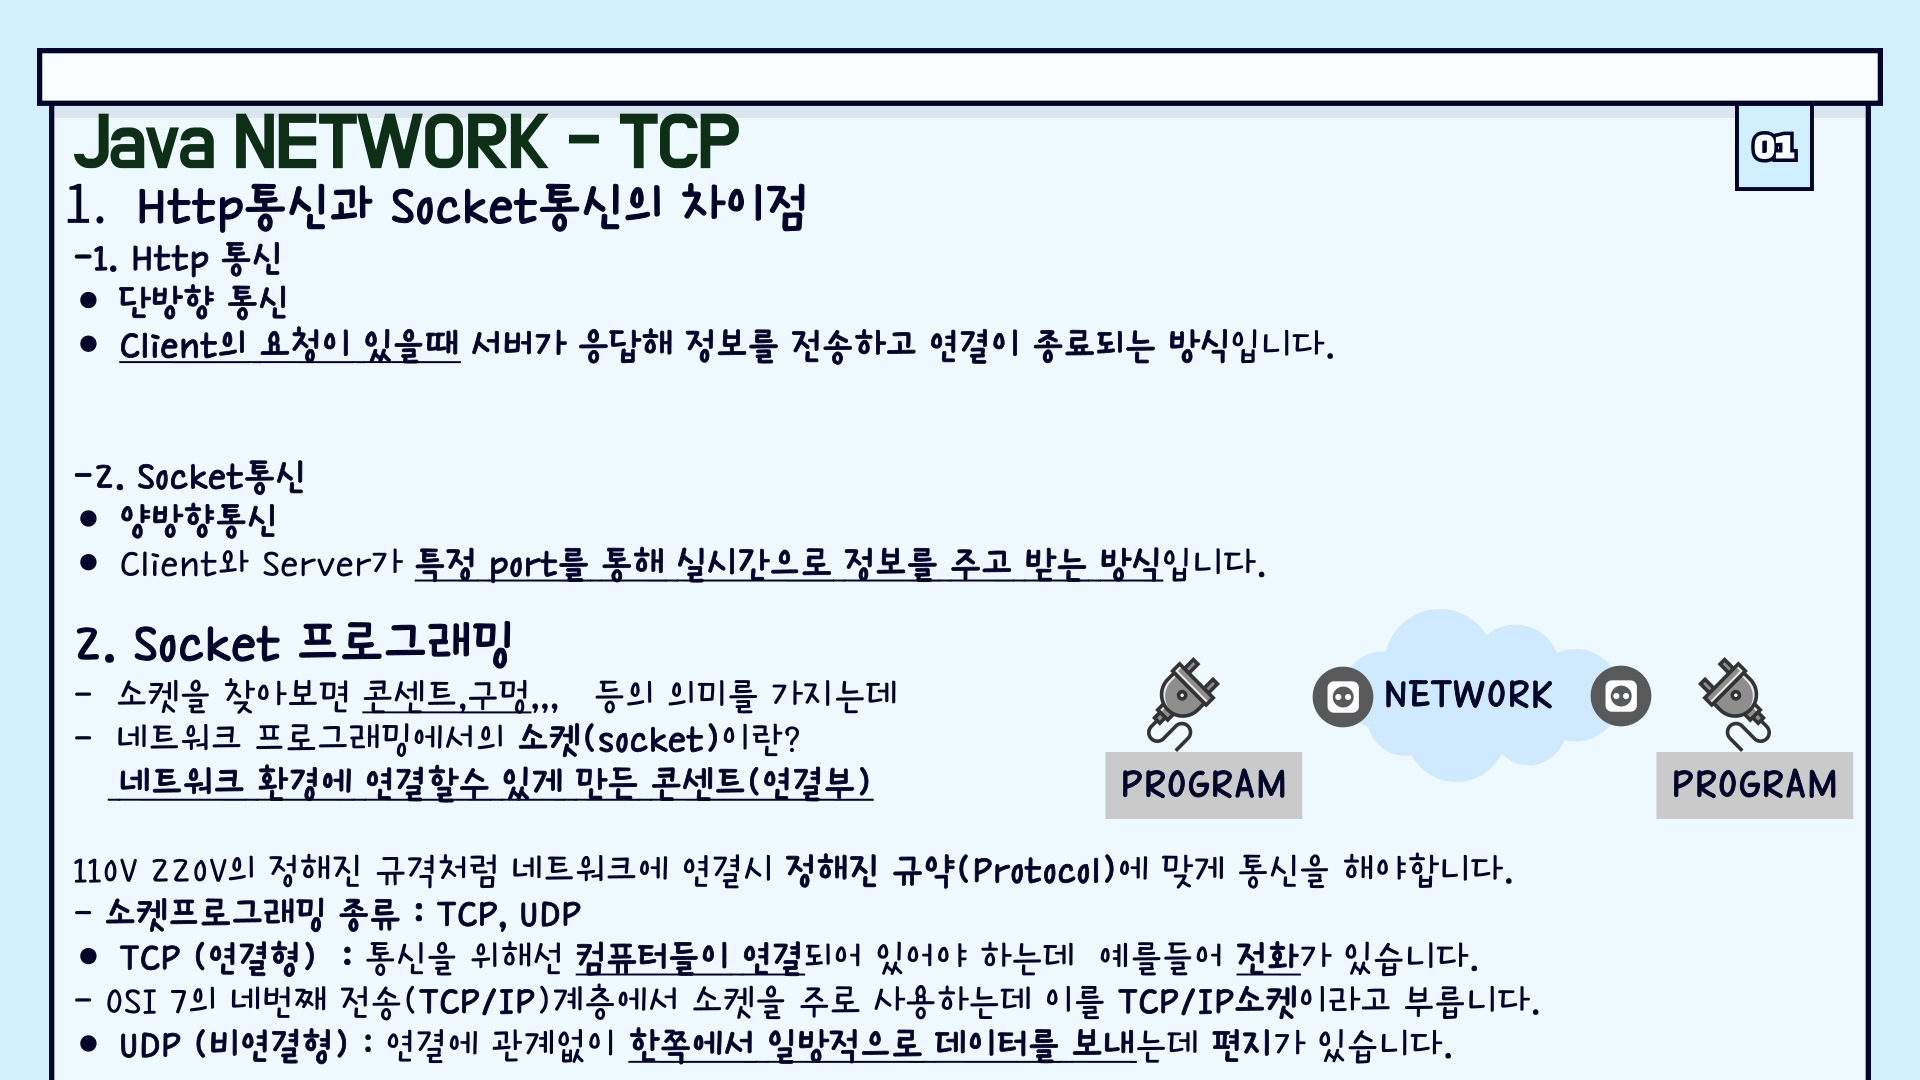 Java NETWORK - TCP
01
1. Http통신과 Socket통신의 차이점
-1. Http 통신
● 단방향 통신
● Client의 요청이 있을때 서버가 응답해 정보를 전송하고 연결이 종료되는 방식입니다.
-2. Socket통신
● 양방향통신
● Client와 Server가 특정 port를 통해 실시간으로 정보를 주고 받는 방식입니다.
2. Socket 프로그래밍
- 소켓을 찾아보면 콘센트,구멍,,, 등의 의미를 가지는데
- 네트워크 프로그래밍에서의 소켓(socket)이란?
네트워크 환경에 연결할수 있게 만든 콘센트(연결부)
NETWORK
PROGRAM
PROGRAM
110V 220V의 정해진 규격처럼 네트워크에 연결시 정해진 규약(Protocol)에 맞게 통신을 해야합니다.
- 소켓프로그래밍 종류 : TCP, UDP
● TCP (연결형) : 통신을 위해선 컴퓨터들이 연결되어 있어야 하는데 예를들어 전화가 있습니다.
- OSI 7의 네번째 전송(TCP/IP)계층에서 소켓을 주로 사용하는데 이를 TCP/IP소켓이라고 부릅니다.
● UDP (비연결형) : 연결에 관계없이 한쪽에서 일방적으로 데이터를 보내는데 편지가 있습니다.